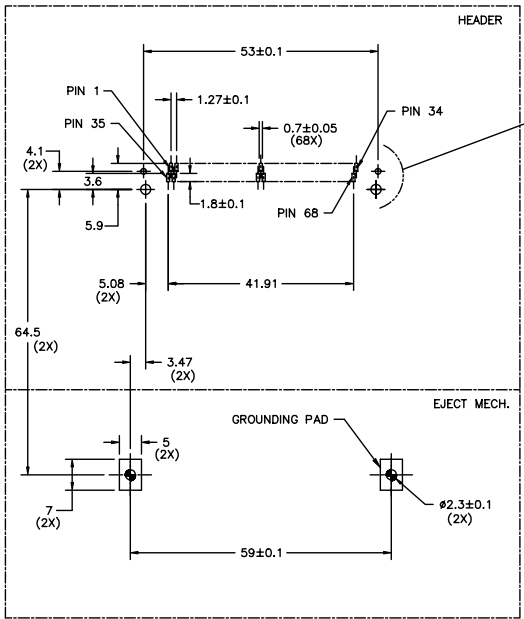 HEADER
53±0.1
PIN 1
1.27±0.1
PIN 34
PIN 35
0.7±0.05
(68X)
4.1
(2X)
3.6
1.8±0.1
PIN 68
5.9
5.08
(2X)
41.91
64.5
(2X)
3.47
(2X)
EJECT MECH.
GROUNDING PAD
5
(2X)
7
(2X)
ø2.3±0.1
(2X)
59±0.1